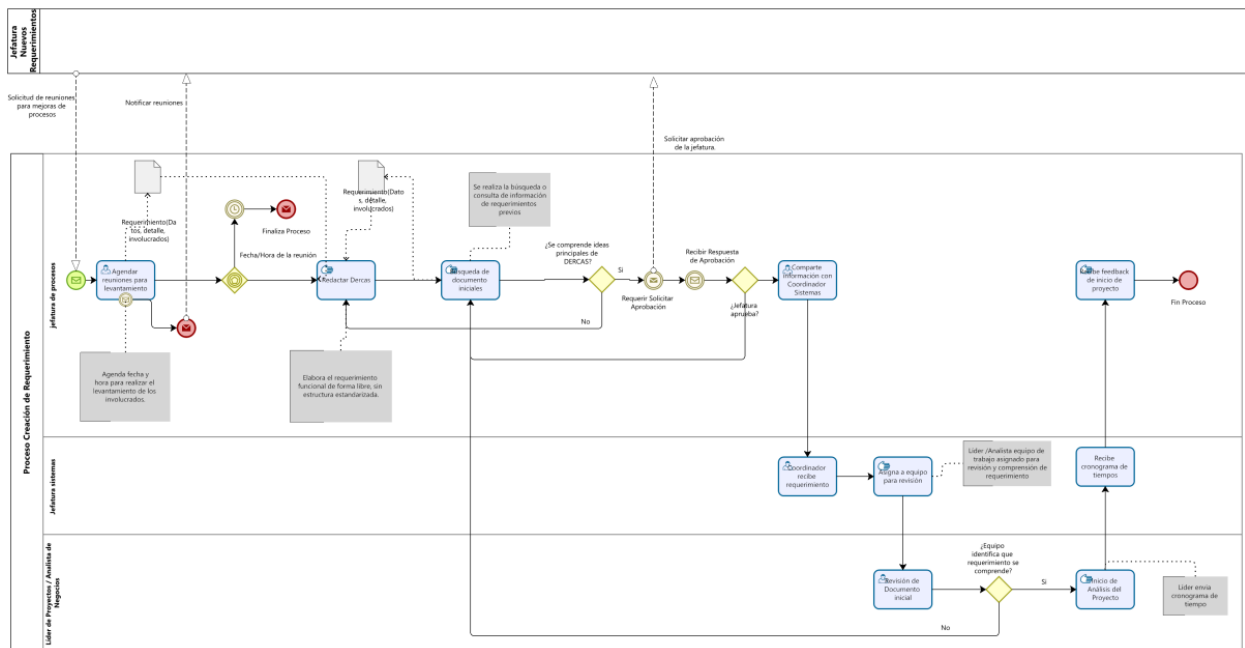 Jefatura
Nuevos
Requerimientos
Solicitud de reuniones
para mejoras de
procesos
Notificar reuniones
Solicitar aprobación
de la jefatura.
Proceso Creación de Requerimiento
Jefatura de procesos
Requerimiento(Da
tos, detalle,
involucrados)
Finaliza Proceso
Fecha/Hora de la reunión
Requerimiento(Dato
s, detalle,
involucrados)
Se realiza la búsqueda o
consulta de información
de requerimientos
previos
¿Se comprende ideas
principales de
DERCAS?
Recibir Respuesta
de Aprobación
Agendar
reuniones para
levantamiento
Redactar Dercas
Búsqueda de
documento
iniciales
Si
Requerir Solicitar
Aprobación
¿Jefatura
aprueba?
Comparte
Información con
Coordinador
Sistemas
Recibe feedback
de inicio de
proyecto
Fin Proceso
No
Agenda fecha y
hora para realizar el
levantamiento de los
involucrados.
Elabora el requerimiento
funcional de forma libre, sin
estructura estandarizada.
Jefatura sistemas
Coordinador
recibe
requerimiento
Asigna a equipo
para revisión
Lider /Analista equipo de
trabajo asignado para
revisión y comprensión de
requerimiento
Recibe
cronograma de
tiempos
Lider de Proyectos / Analista de
Negocios
Revisión de
Documento
inicial
¿Equipo
identifica que
requerimiento se
comprende?
Si
Inicio de
Análisis del
Proyecto
Lider envia
cronograma de
tiempo
No